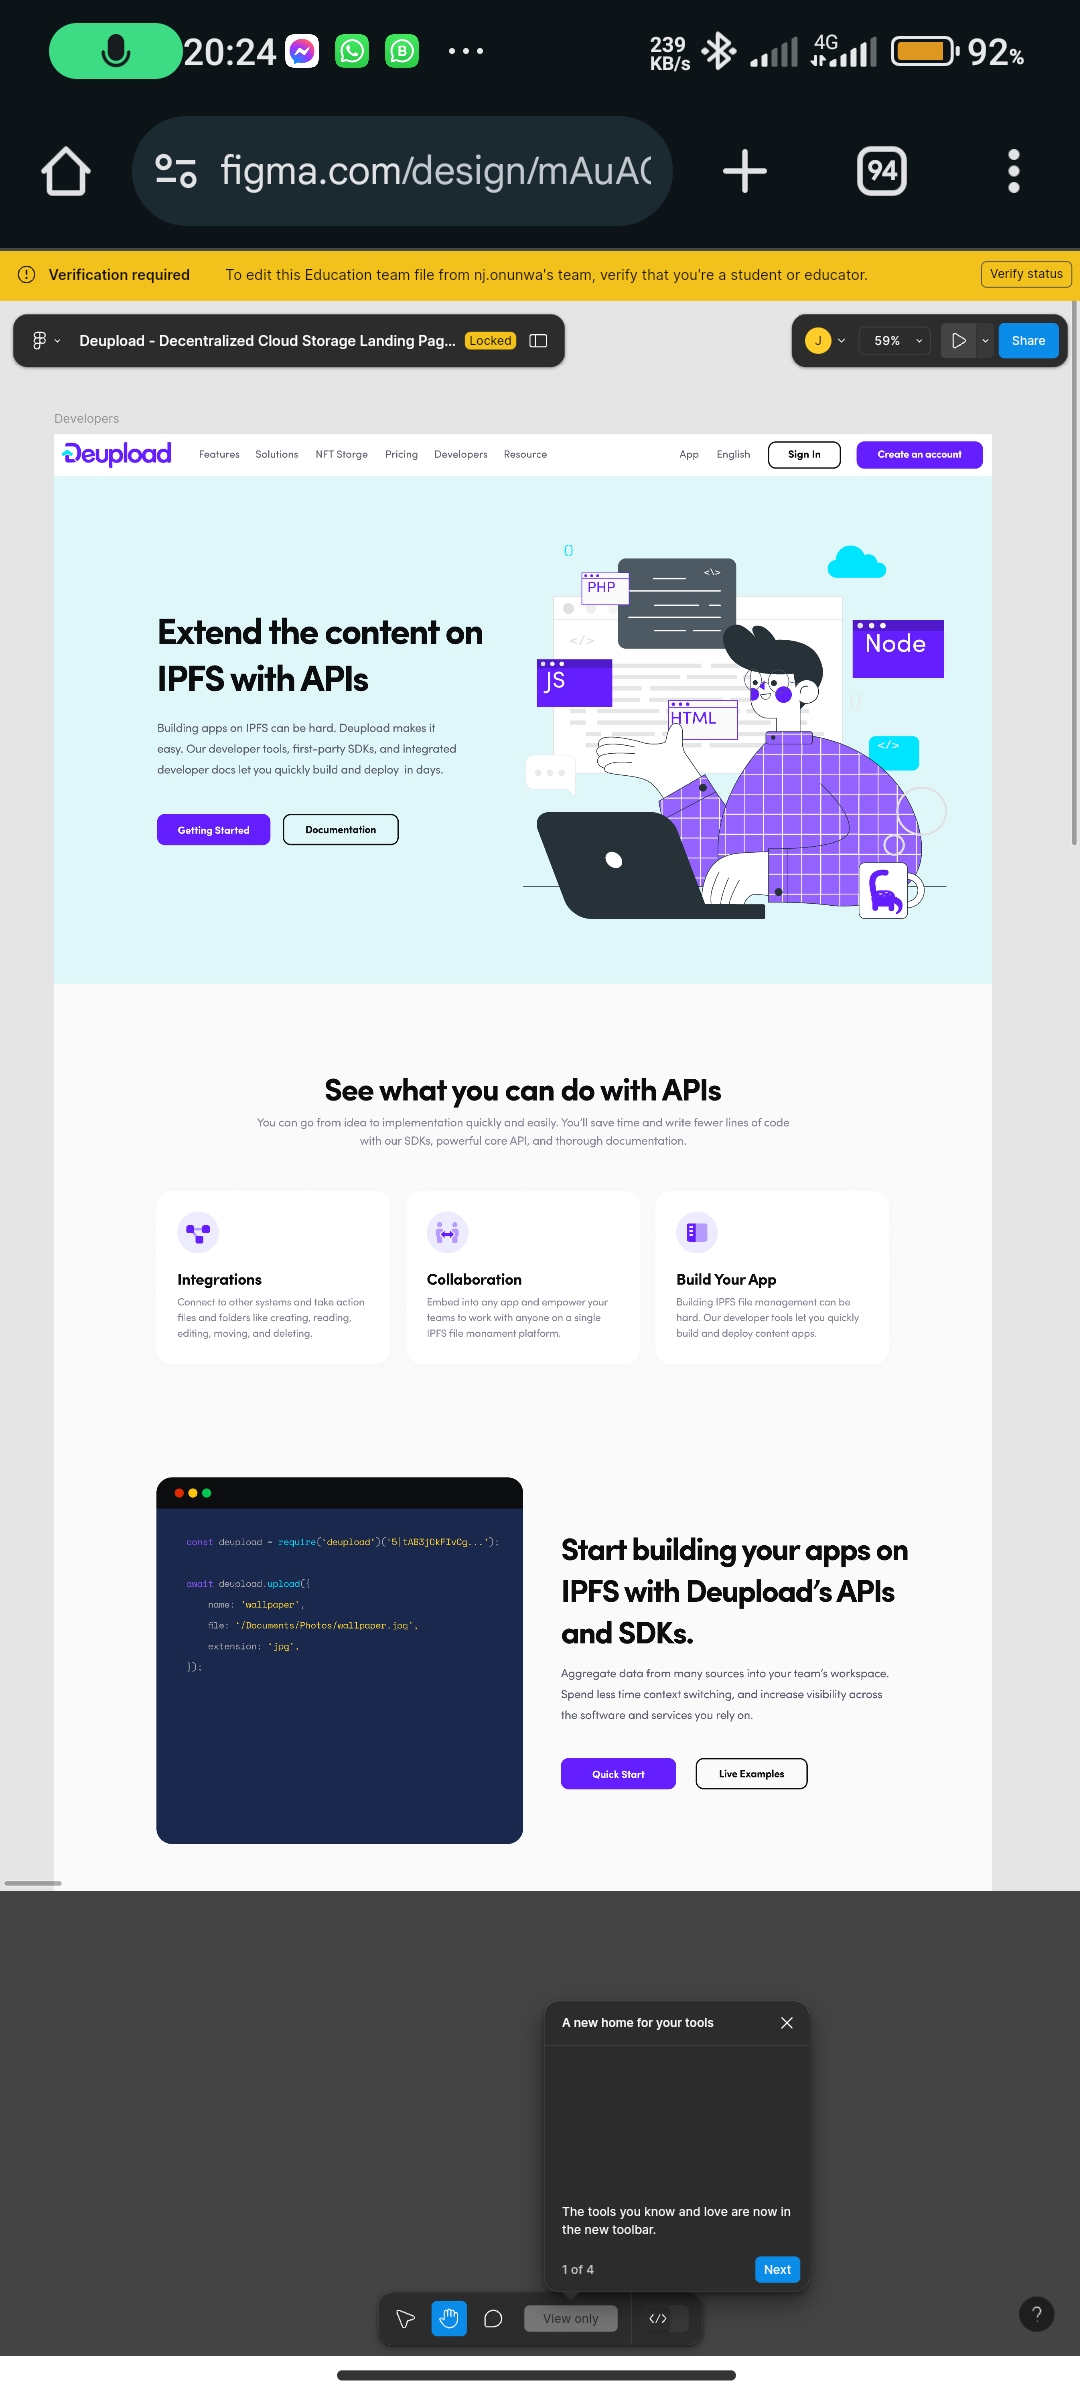 20:24
239
KB/s
4G
92%
figma.com/design/mAuA
94
Verification required To edit this Education team file from nj.onunwa's team, verify that you're a student or educator. Verify status
Deupload - Decentralized Cloud Storage Landing Pag... Locked
J 59% Share
Developers
Deupload Features Solutions NFT Storge Pricing Developers Resource App English Sign In Create an account
{}
<\>
PHP
</>
Node
JS
HTML
</>
Extend the content on
IPFS with APIs
Building apps on IPFS can be hard. Deupload makes it
easy. Our developer tools, first-party SDKs, and integrated
developer docs let you quickly build and deploy in days.
Getting Started Documentation
See what you can do with APIs
You can go from idea to implementation quickly and easily. You'll save time and write fewer lines of code
with our SDKs, powerful core API, and thorough documentation.
Integrations
Connect to other systems and take action
files and folders like creating, reading,
editing, moving, and deleting.
Collaboration
Embed into any app and empower your
teams to work with anyone on a single
IPFS file manament platform.
Build Your App
Building IPFS file management can be
hard. Our developer tools let you quickly
build and deploy content apps.
const deupload = require('deupload')('5|tAB3jOkFIvCg...');
await deupload.upload({
name: 'wallpaper',
file: '/Documents/Photos/wallpaper.jpg',
extension: 'jpg',
});
Start building your apps on
IPFS with Deupload's APIs
and SDKs.
Aggregate data from many sources into your team's workspace.
Spend less time context switching, and increase visibility across
the software and services you rely on.
Quick Start Live Examples
A new home for your tools
The tools you know and love are now in
the new toolbar.
1 of 4 Next
View only </>
?